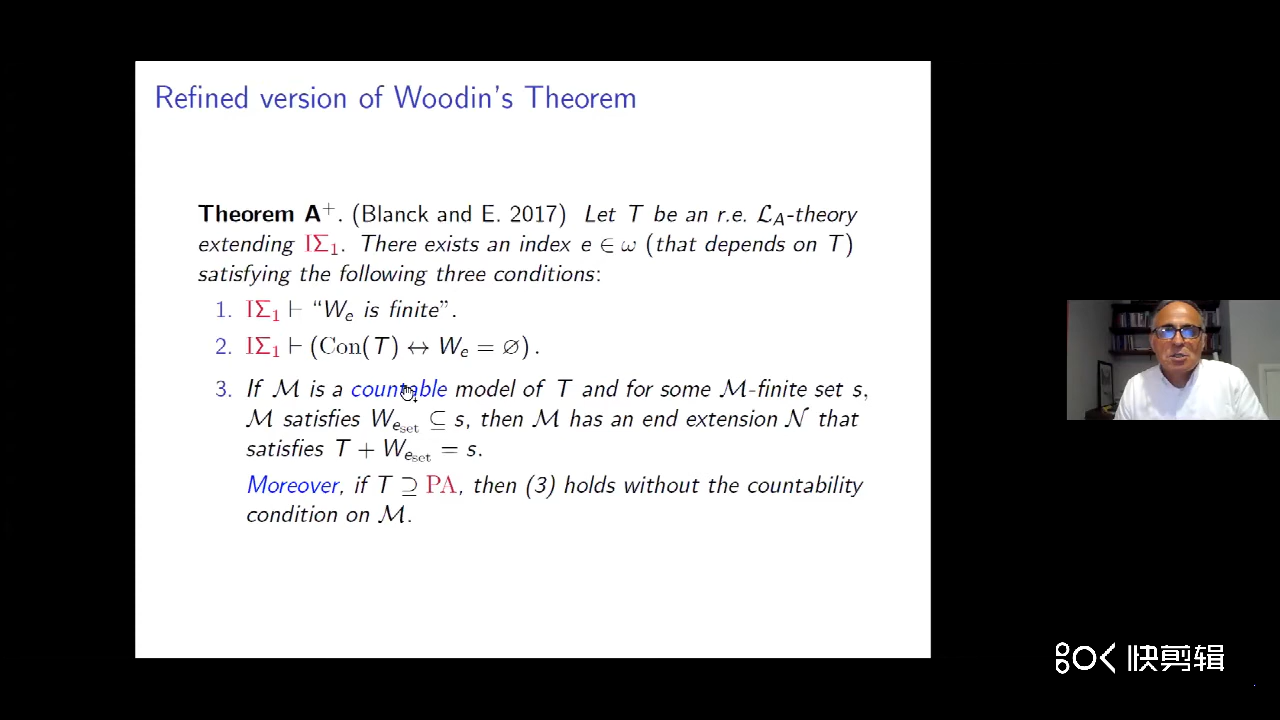 Refined version of Woodin's Theorem
Theorem A⁺. (Blanck and E. 2017) Let T be an r.e. ℒ_A-theory
extending IΣ₁. There exists an index e ∈ ω (that depends on T)
satisfying the following three conditions:
1. IΣ₁ ⊢ “W_e is finite”.
2. IΣ₁ ⊢ (Con(T) ↔ W_e = ∅).
3. If ℳ is a countable model of T and for some ℳ-finite set s,
ℳ satisfies W_{e_set} ⊆ s, then ℳ has an end extension 𝒩 that
satisfies T + W_{e_set} = s.
Moreover, if T ⊇ PA, then (3) holds without the countability
condition on ℳ.
快剪辑